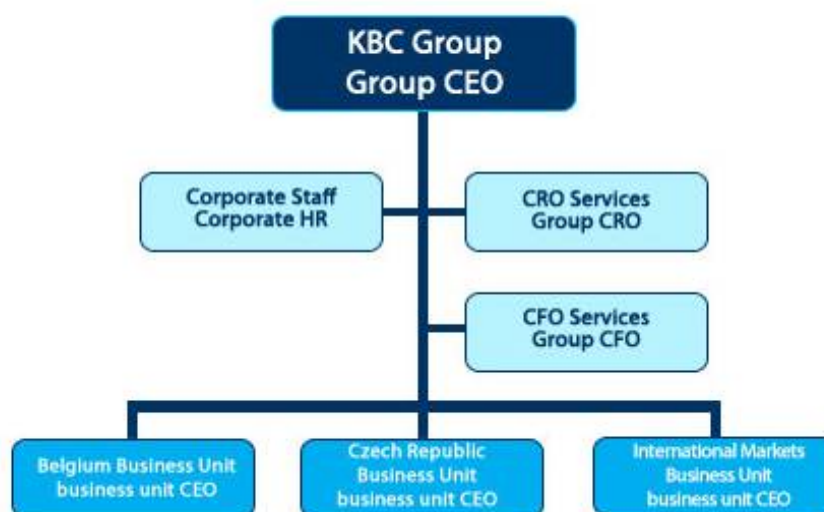 KBC Group
Group CEO
Corporate Staff
Corporate HR
CRO Services
Group CRO
CFO Services
Group CFO
Belgium Business Unit
business unit CEO
Czech Republic
Business Unit
business unit CEO
International Markets
Business Unit
business unit CEO